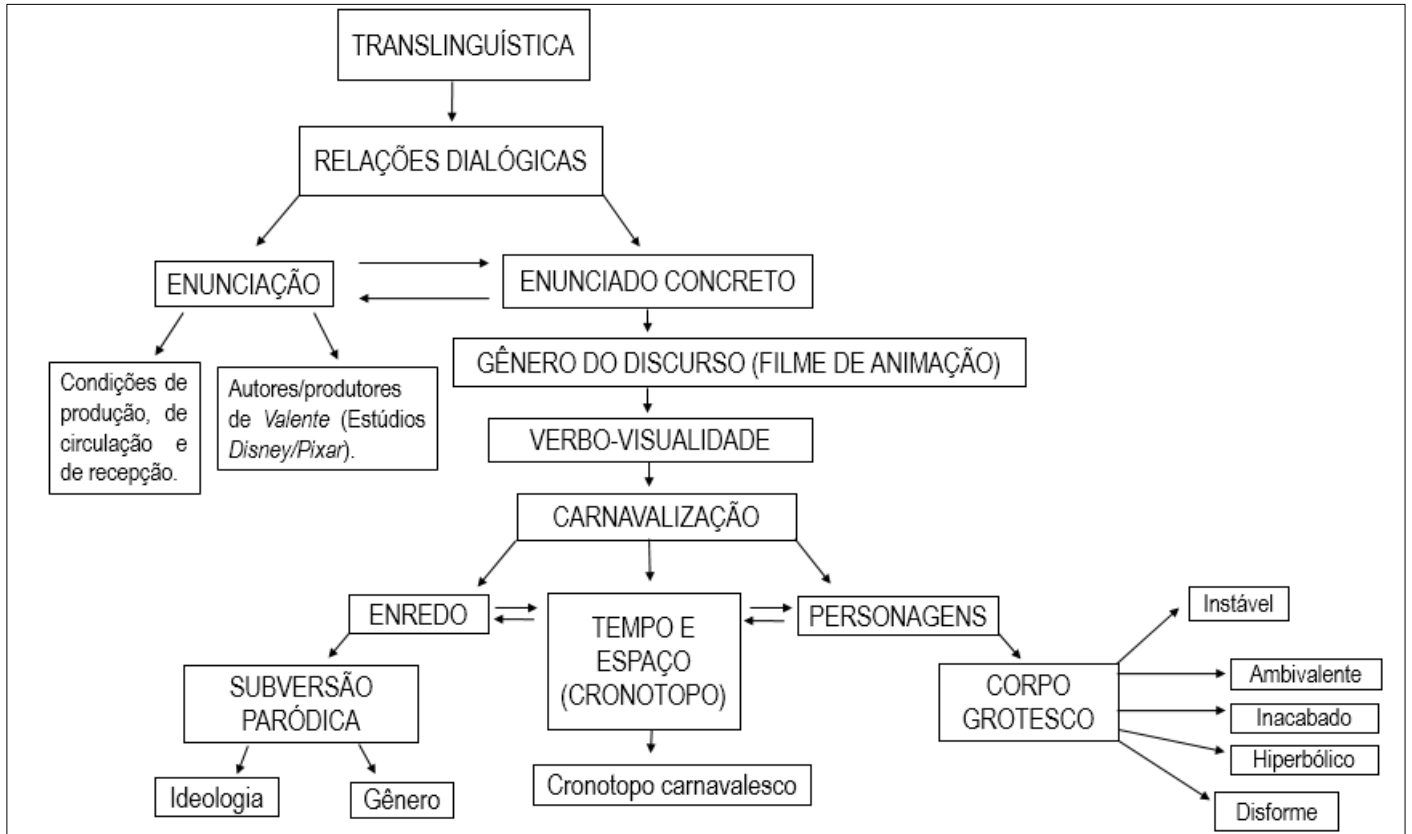 TRANSLINGUÍSTICA
RELAÇÕES DIALÓGICAS
ENUNCIAÇÃO
ENUNCIADO CONCRETO
GÊNERO DO DISCURSO (FILME DE ANIMAÇÃO)
Condições de
produção, de
circulação e
de recepção.
Autores/produtores
de Valente (Estúdios
Disney/Pixar).
VERBO-VISUALIDADE
CARNAVALIZAÇÃO
ENREDO
TEMPO E
ESPAÇO
(CRONOTOPO)
PERSONAGENS
SUBVERSÃO
PARÓDICA
CORPO
GROTESCO
Instável
Ambivalente
Inacabado
Hiperbólico
Disforme
Ideologia
Gênero
Cronotopo carnavalesco